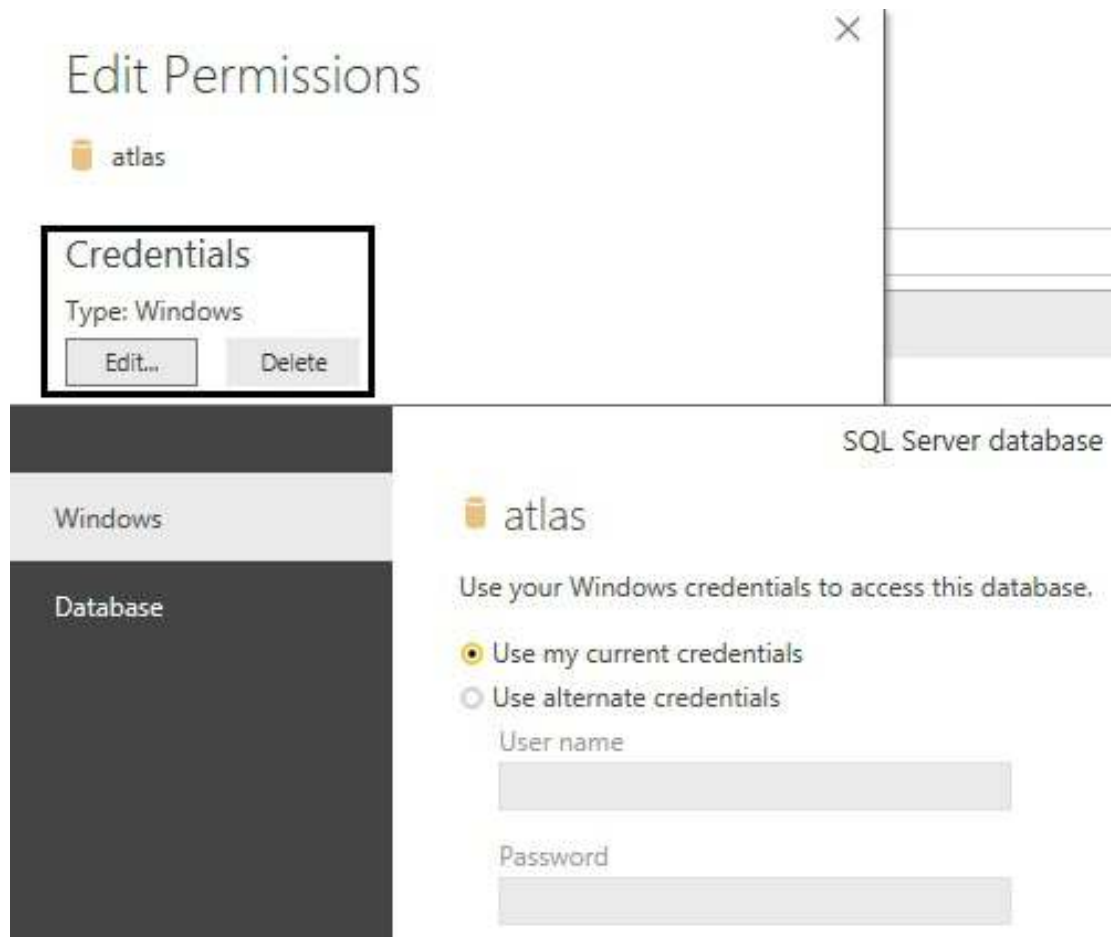 Edit Permissions
atlas
Credentials
Type: Windows
Edit...
Delete
SQL Server database
Windows
Database
atlas
Use your Windows credentials to access this database.
Use my current credentials
Use alternate credentials
User name
Password